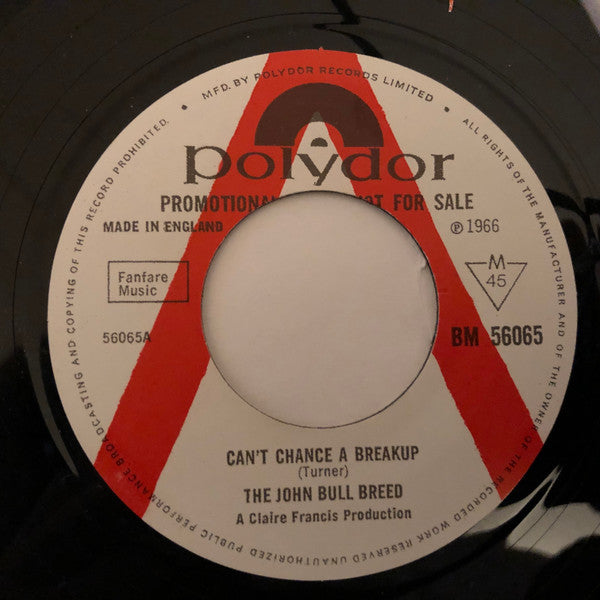 MFD. BY POLYDOR RECORDS LIMITED
ALL RIGHTS OF THE MANUFACTURER AND OF THE OWNER OF THE RECORDED WORK RESERVED UNAUTHORIZED PUBLIC PERFORMANCE BROADCASTING AND COPYING OF THIS RECORD PROHIBITED.
polydor
PROMOTIONAL NOT FOR SALE
MADE IN ENGLAND
℗ 1966
Fanfare
Music
M
45
56065A
BM 56065
CAN'T CHANCE A BREAKUP
(Turner)
THE JOHN BULL BREED
A Claire Francis Production